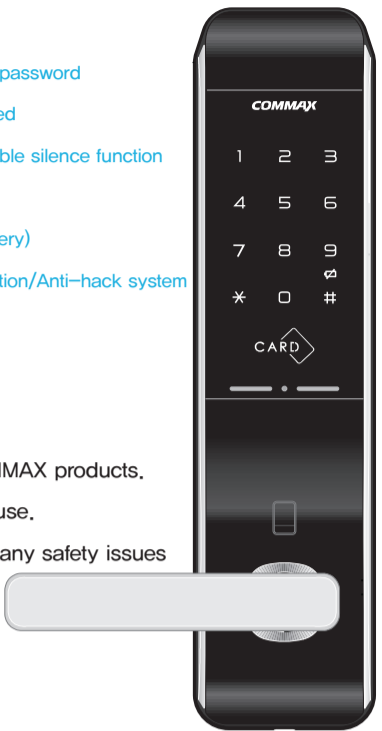 password
ed
ble silence function
ery)
tion/Anti-hack system
COMMAX
1 2 3
4 5 6
7 8 9
* 0 #
CARD
MMAX products.
use.
any safety issues